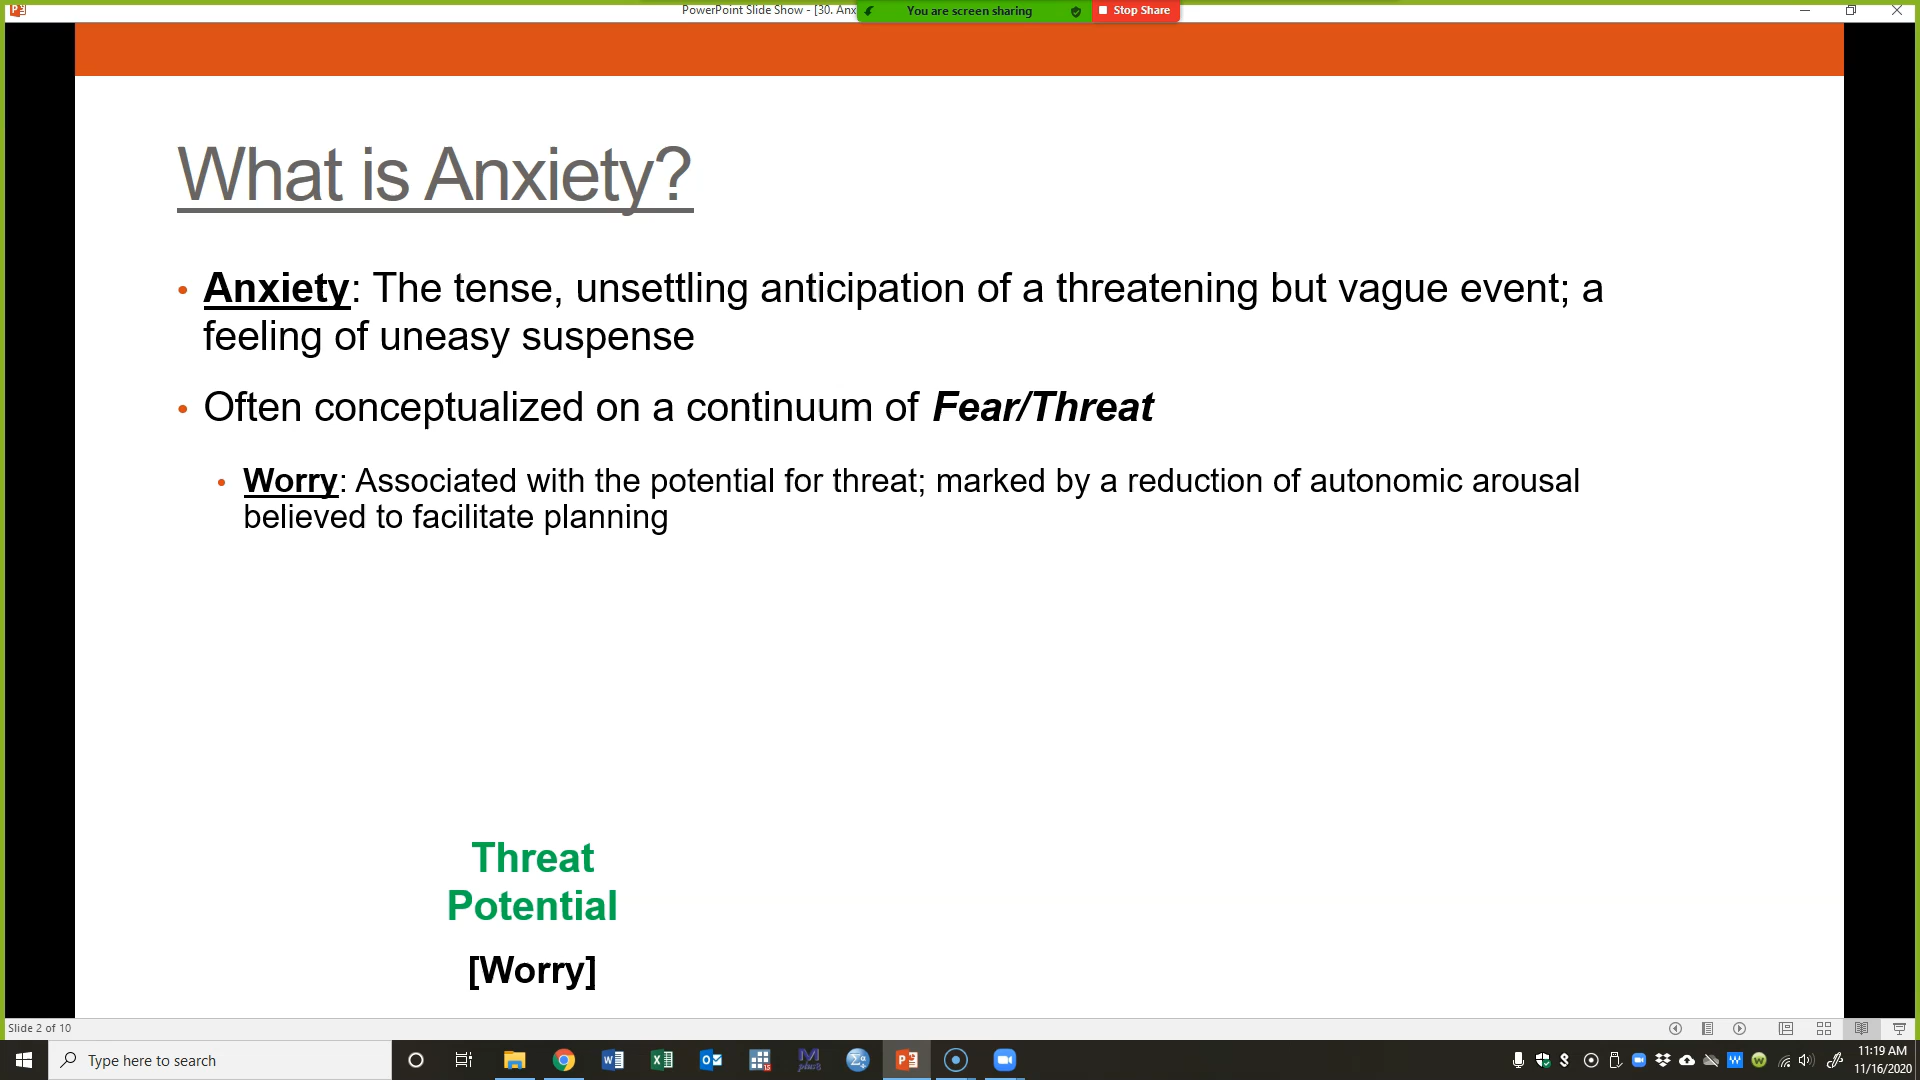 PowerPoint Slide Show - [30. Anx
You are screen sharing
Stop Share
What is Anxiety?
• Anxiety: The tense, unsettling anticipation of a threatening but vague event; a
feeling of uneasy suspense
• Often conceptualized on a continuum of Fear/Threat
• Worry: Associated with the potential for threat; marked by a reduction of autonomic arousal
believed to facilitate planning
Threat
Potential
[Worry]
Slide 2 of 10
Type here to search
11:19 AM
11/16/2020